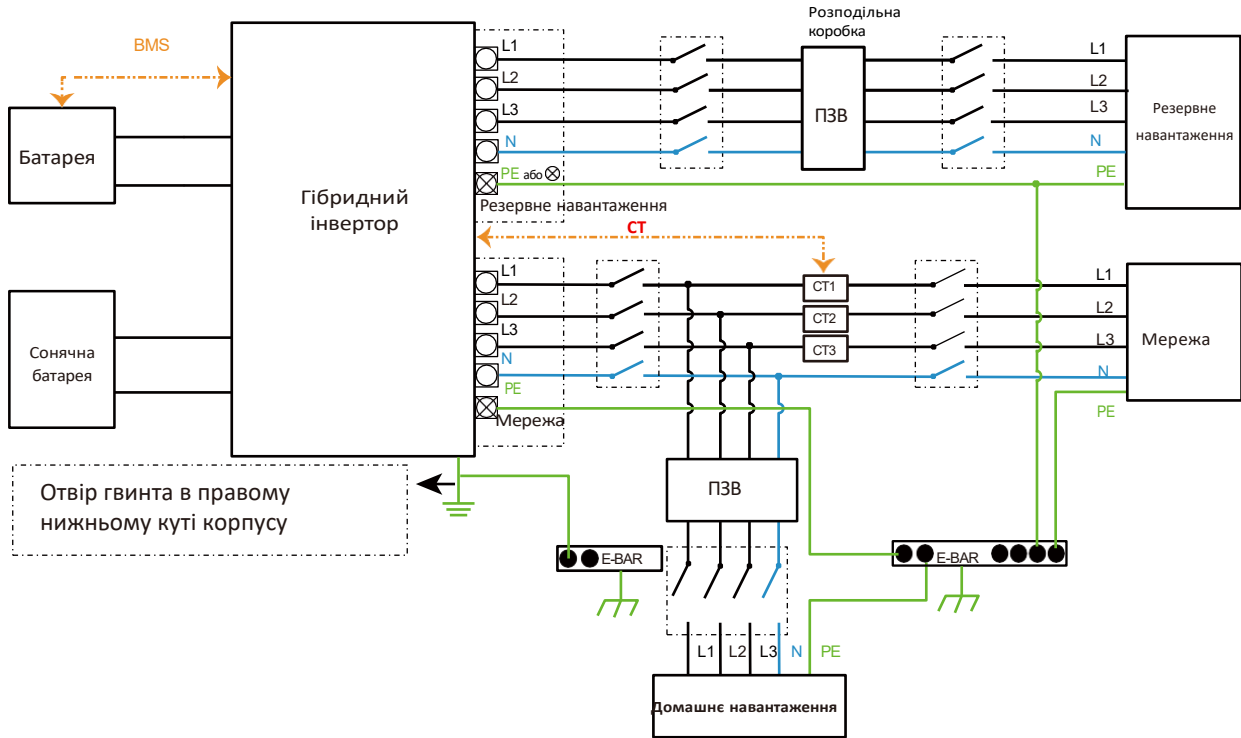 Розподільна
коробка
BMS
Батарея
Гібридний
інвертор
L1
L2
L3
N
PE або
Резервне навантаження
ПЗВ
L1
L2
L3
N
PE
Резервне
навантаження
CT
L1
L2
L3
N
PE
Мережа
CT1
CT2
CT3
L1
L2
L3
N
PE
Мережа
Сонячна
батарея
Отвір гвинта в правому
нижньому куті корпусу
ПЗВ
E-BAR
E-BAR
L1
L2
L3
N
PE
Домашнє навантаження